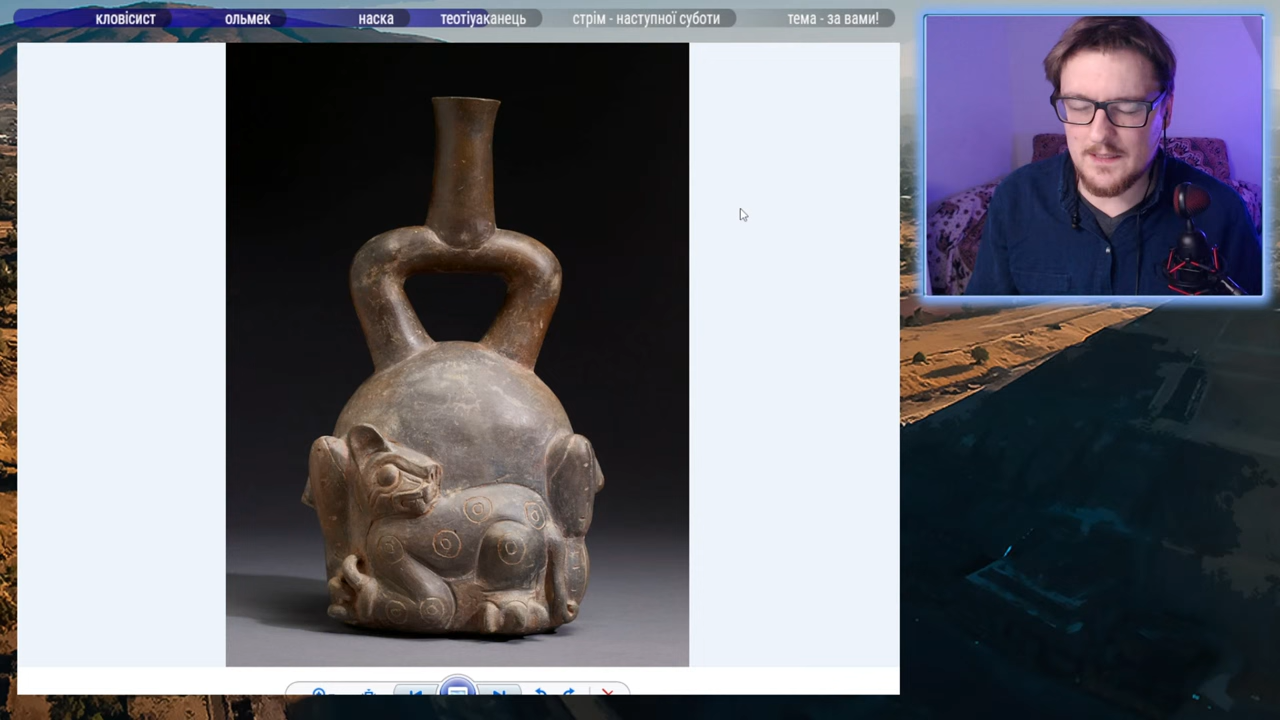 кловісист ольмек наска теотіуаканець стрім - наступної суботи тема - за вами!